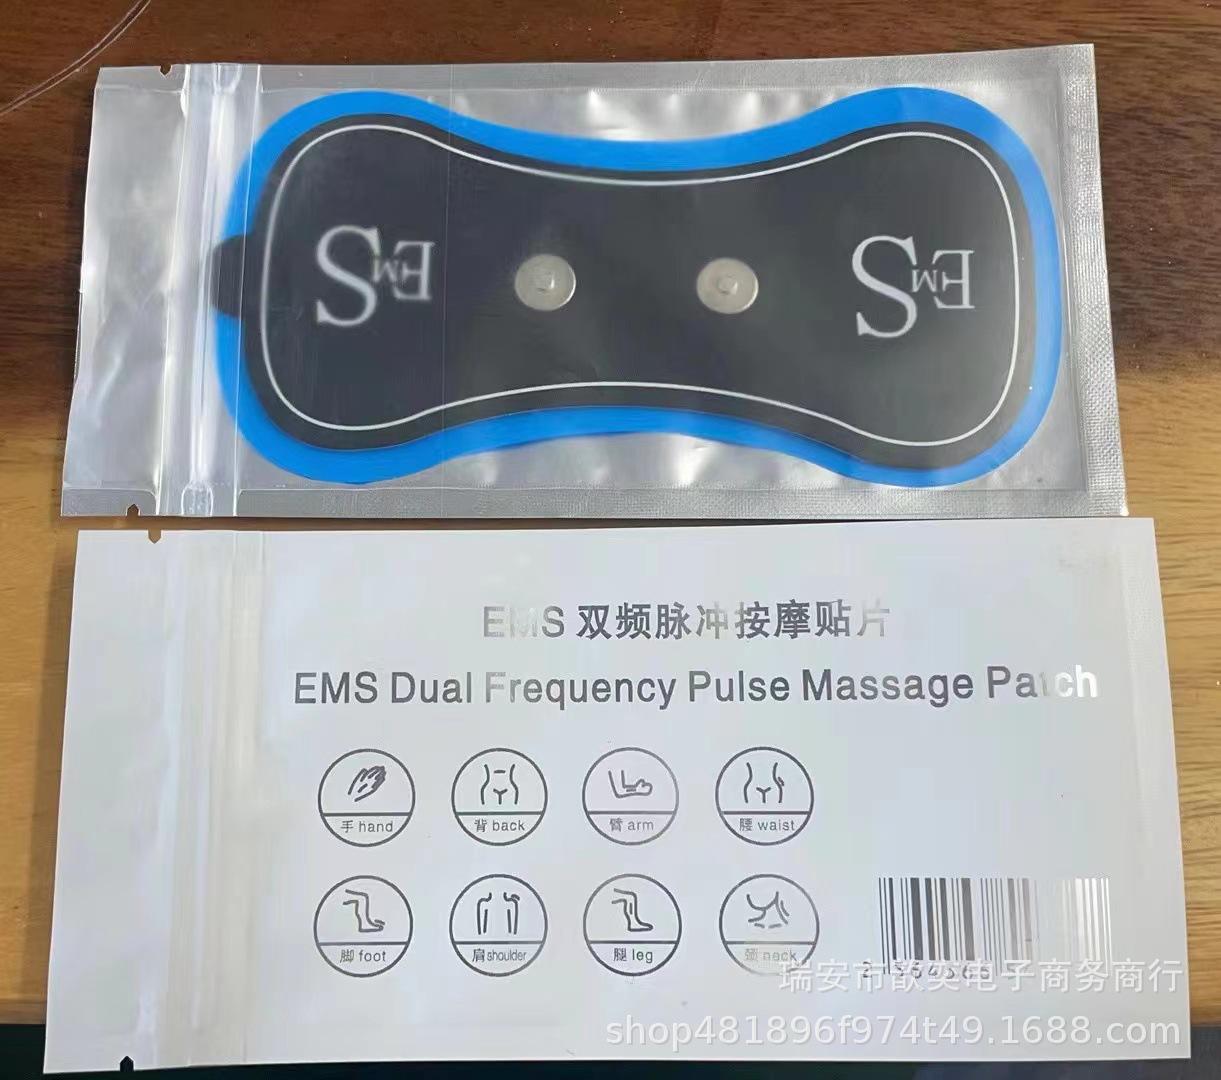 EMS
EMS
EMS 双频脉冲按摩贴片
EMS Dual Frequency Pulse Massage Patch
手 hand
背 back
臂 arm
腰 waist
脚 foot
肩 shoulder
腿 leg
颈 neck
瑞安市歆奕电子商务商行
shop481896f974t49.1688.com